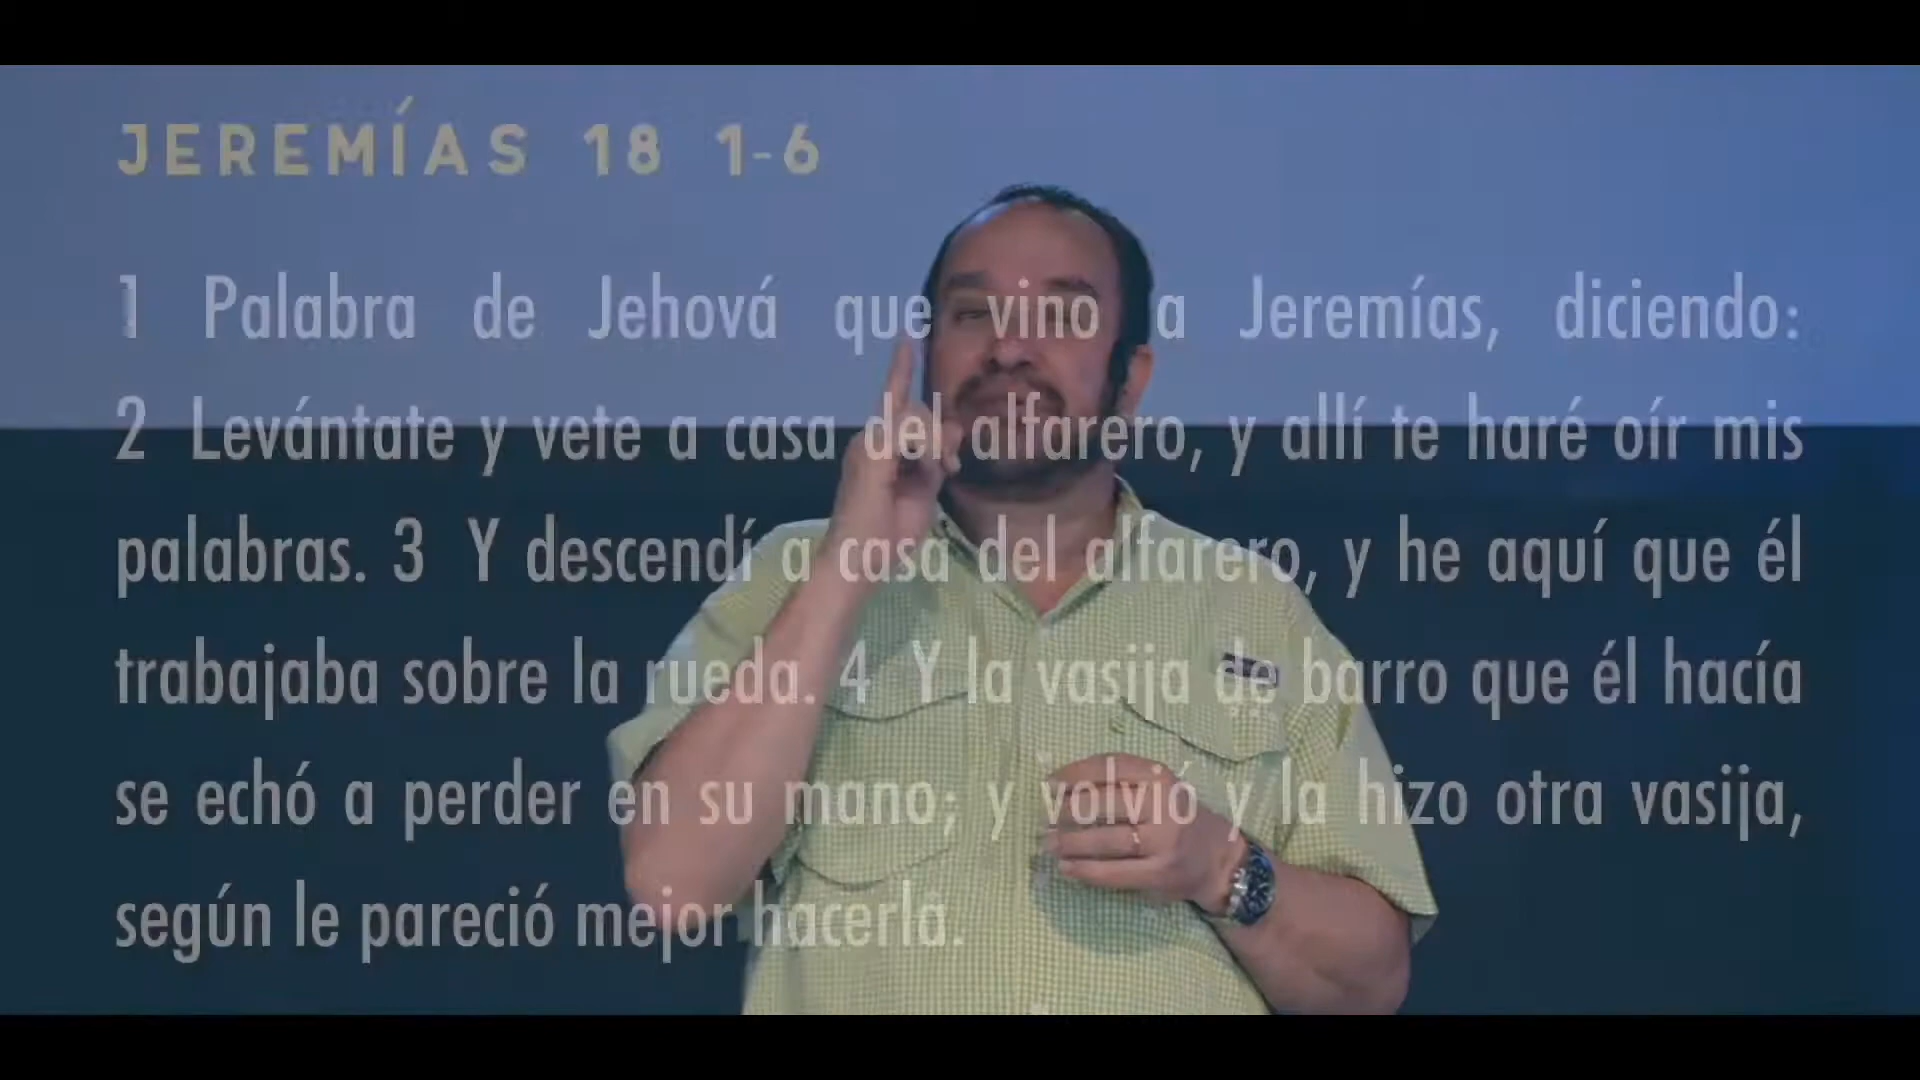 JEREMÍAS 18 1-6
1 Palabra de Jehová que vino a Jeremías, diciendo:
2 Levántate y vete a casa del alfarero, y allí te haré oír mis
palabras. 3 Y descendí a casa del alfarero, y he aquí que él
trabajaba sobre la rueda. 4 Y la vasija de barro que él hacía
se echó a perder en su mano; y volvió y la hizo otra vasija,
según le pareció mejor hacerla.